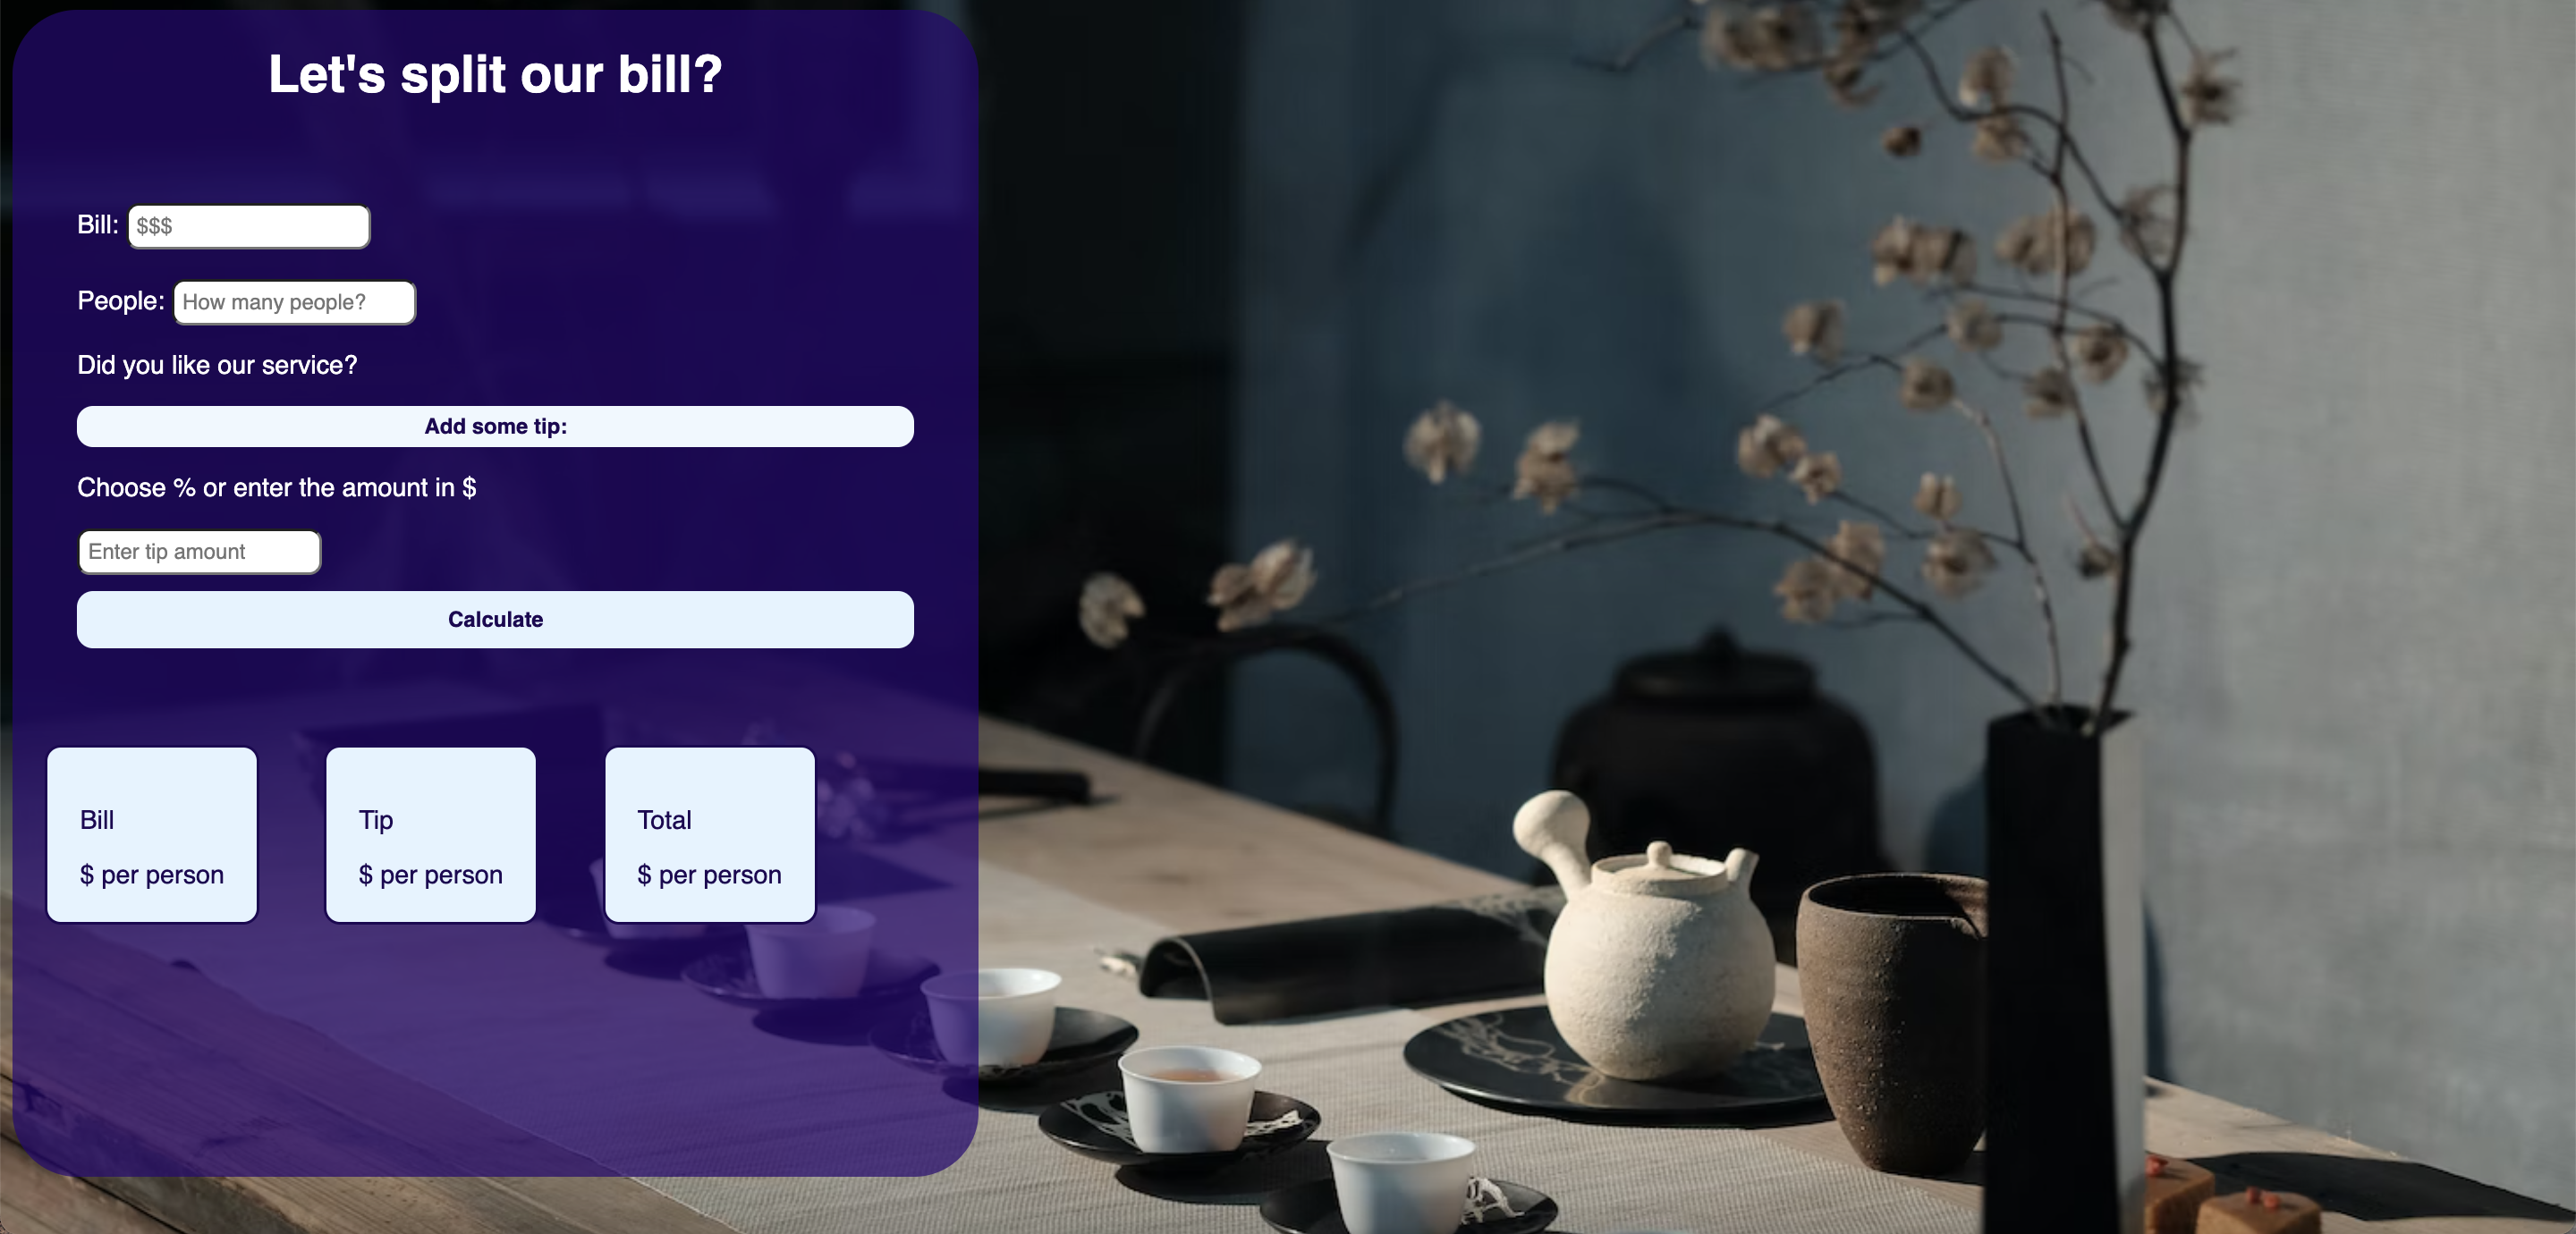 Let's split our bill?
Bill: $$$
People: How many people?
Did you like our service?
Add some tip:
Choose % or enter the amount in $
Enter tip amount
Calculate
Bill
$ per person
Tip
$ per person
Total
$ per person